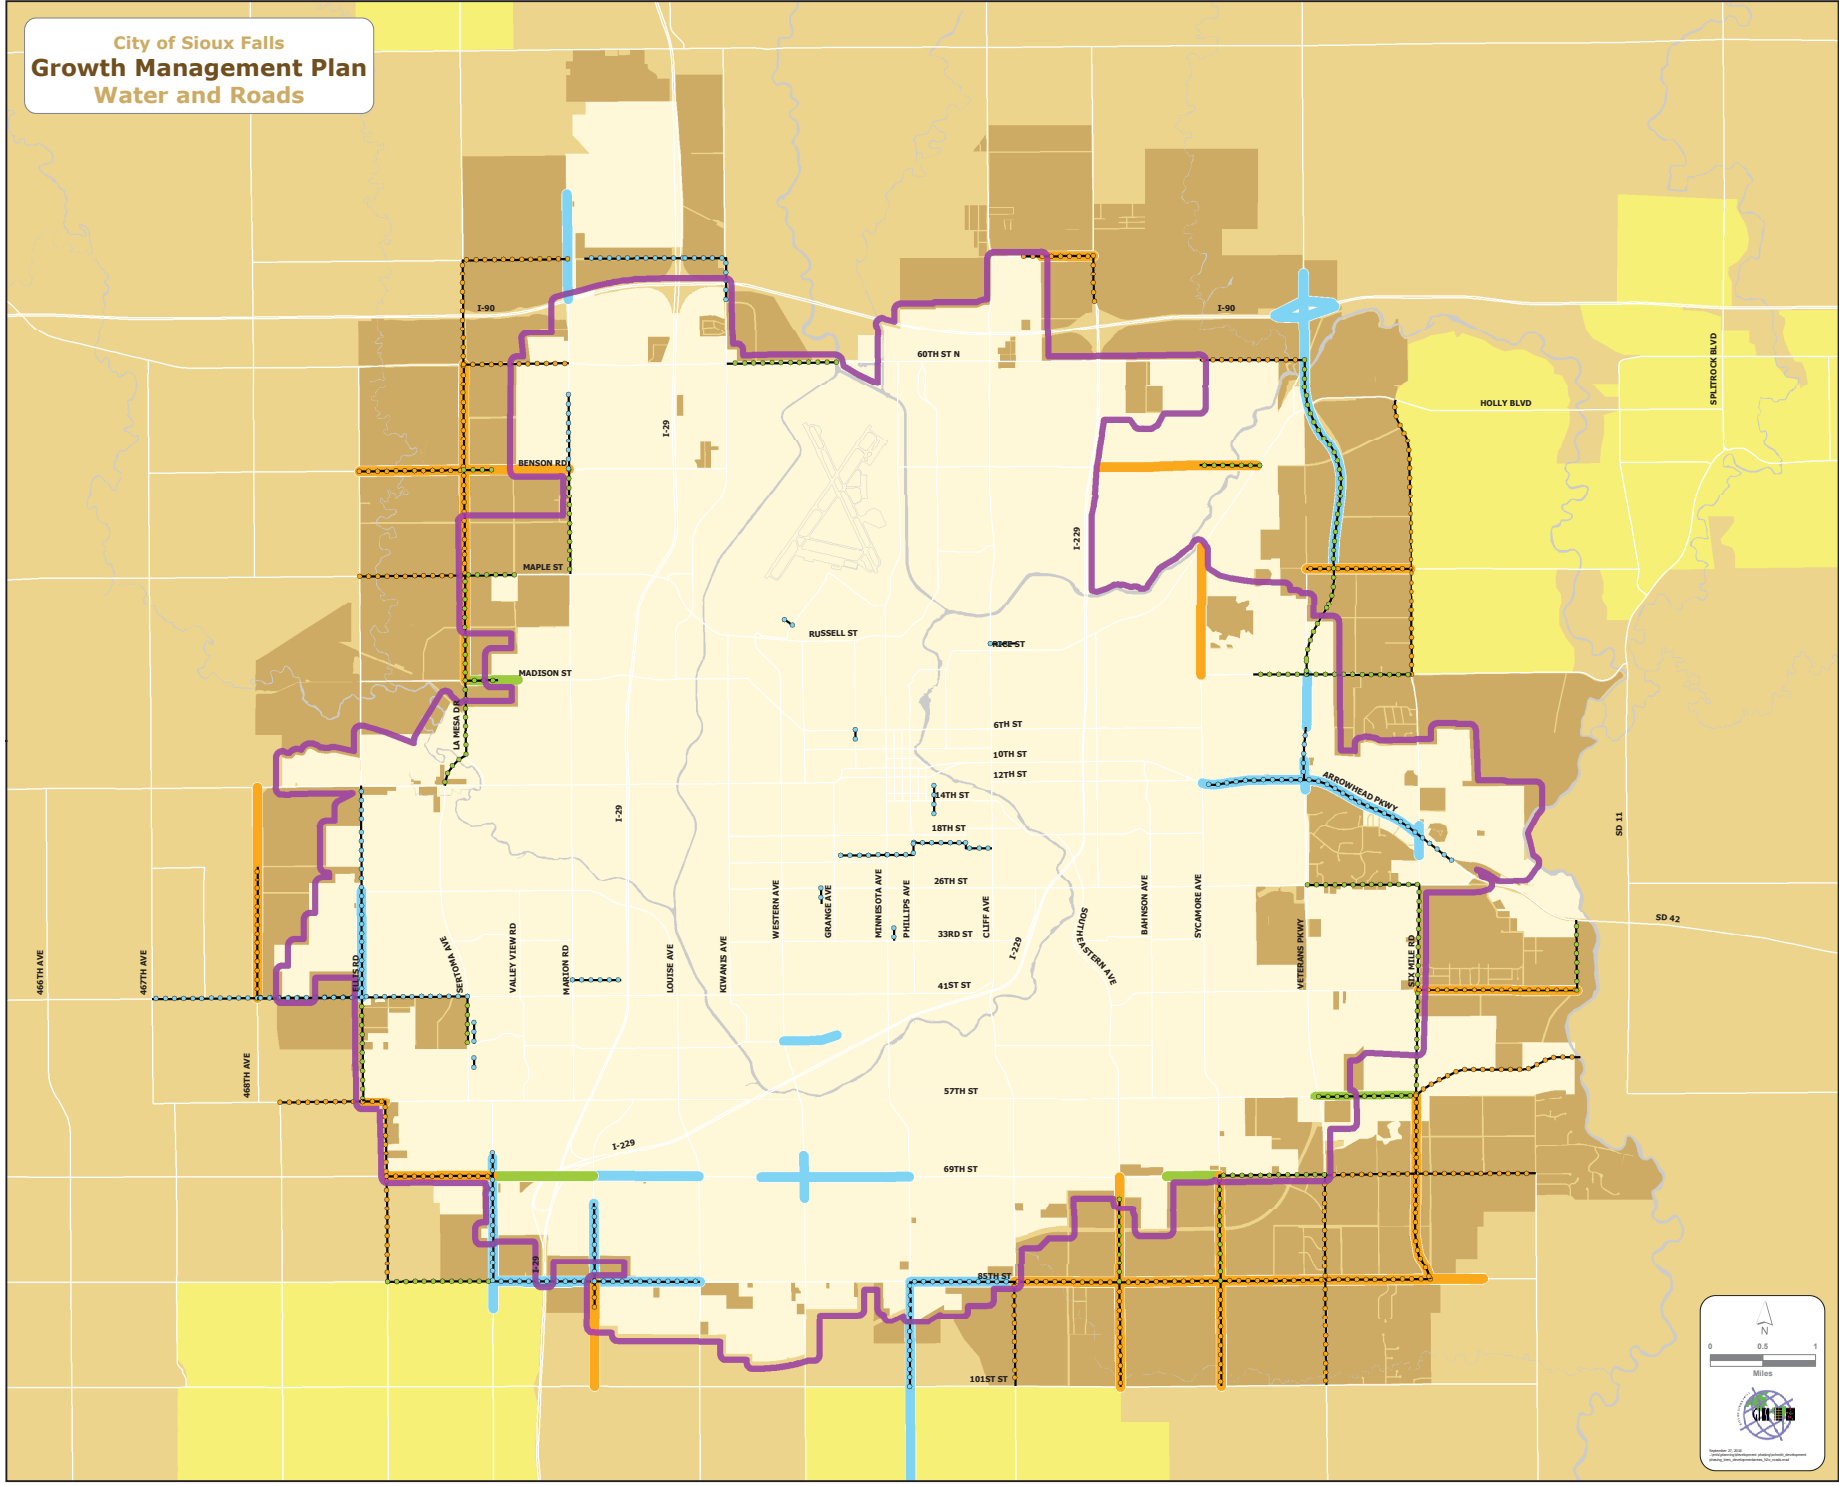 City of Sioux Falls
Growth Management Plan
Water and Roads
I-90
I-90
60TH ST N
SPLITROCK BLVD
HOLLY BLVD
I-29
BENSON RD
I-229
MAPLE ST
RUSSELL ST
RICE ST
MADISON ST
LA MESA DR
6TH ST
10TH ST
12TH ST
ARROWHEAD PKWY
14TH ST
I-29
SD 11
18TH ST
26TH ST
WESTERN AVE
GRANGE AVE
MINNESOTA AVE
PHILLIPS AVE
CLIFF AVE
BAHNSON AVE
SYCAMORE AVE
SD 42
33RD ST
SOUTHEASTERN AVE
I-229
VETERANS PKWY
SIX MILE RD
466TH AVE
467TH AVE
ELLIS RD
SERTOMA AVE
VALLEY VIEW RD
MARION RD
LOUISE AVE
KIWANIS AVE
41ST ST
468TH AVE
57TH ST
I-229
69TH ST
I-29
85TH ST
101ST ST
N
0 0.5 1
Miles